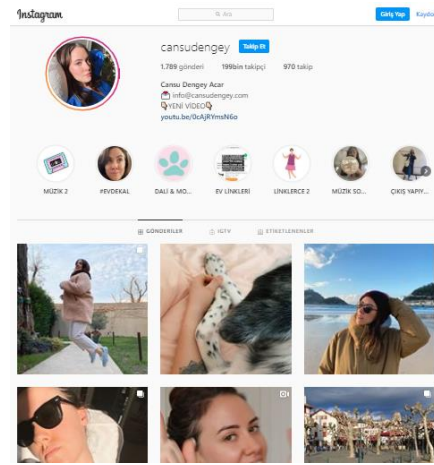 Instagram
Ara
Giriş Yap
Kaydol
cansudengey
Takip Et
1.789 gönderi 199bin takipçi 970 takip
Cansu Dengey Acar
info@cansudengey.com
YENİ VİDEO
youtu.be/0cAjRYmsN6o
MÜZİK 2
#EVDEKAL
DALİ & MO...
EV LİNKLERİ
LİNKLERCE 2
MÜZİK SO...
ÇIKIŞ YAPIY...
GÖNDERİLER
IGTV
ETİKETLENENLER